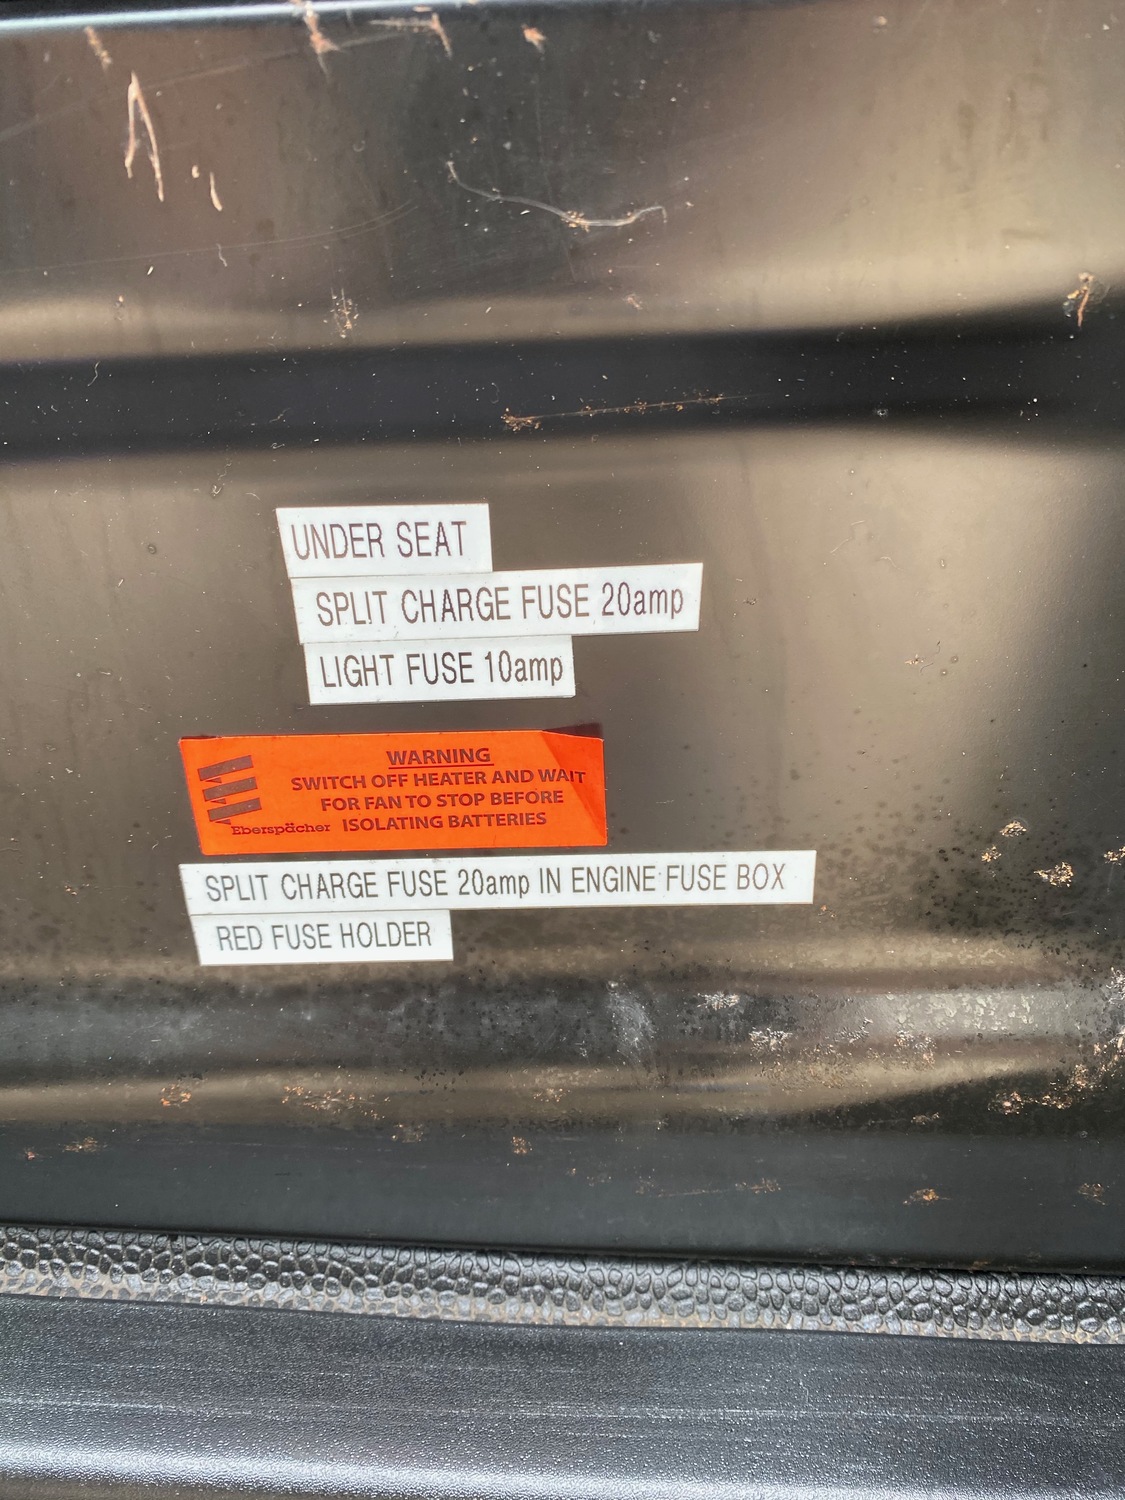 UNDER SEAT
SPLIT CHARGE FUSE 20amp
LIGHT FUSE 10amp
WARNING
SWITCH OFF HEATER AND WAIT
FOR FAN TO STOP BEFORE
ISOLATING BATTERIES
Eberspächer
SPLIT CHARGE FUSE 20amp IN ENGINE FUSE BOX
RED FUSE HOLDER